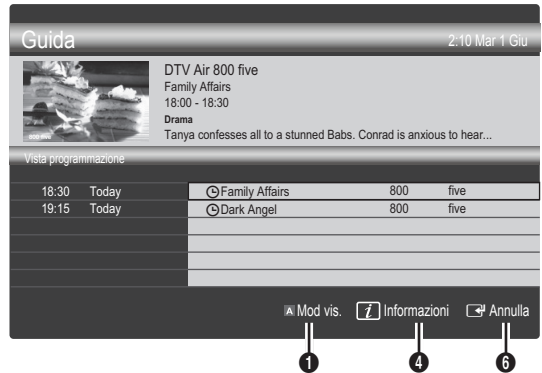 Guida 2:10 Mar 1 Giu
DTV Air 800 five
Family Affairs
18:00 - 18:30
Drama
Tanya confesses all to a stunned Babs. Conrad is anxious to hear...
800 five
Vista programmazione
18:30 Today Family Affairs 800 five
19:15 Today Dark Angel 800 five
A Mod vis. i Informazioni Annulla
1 4 6